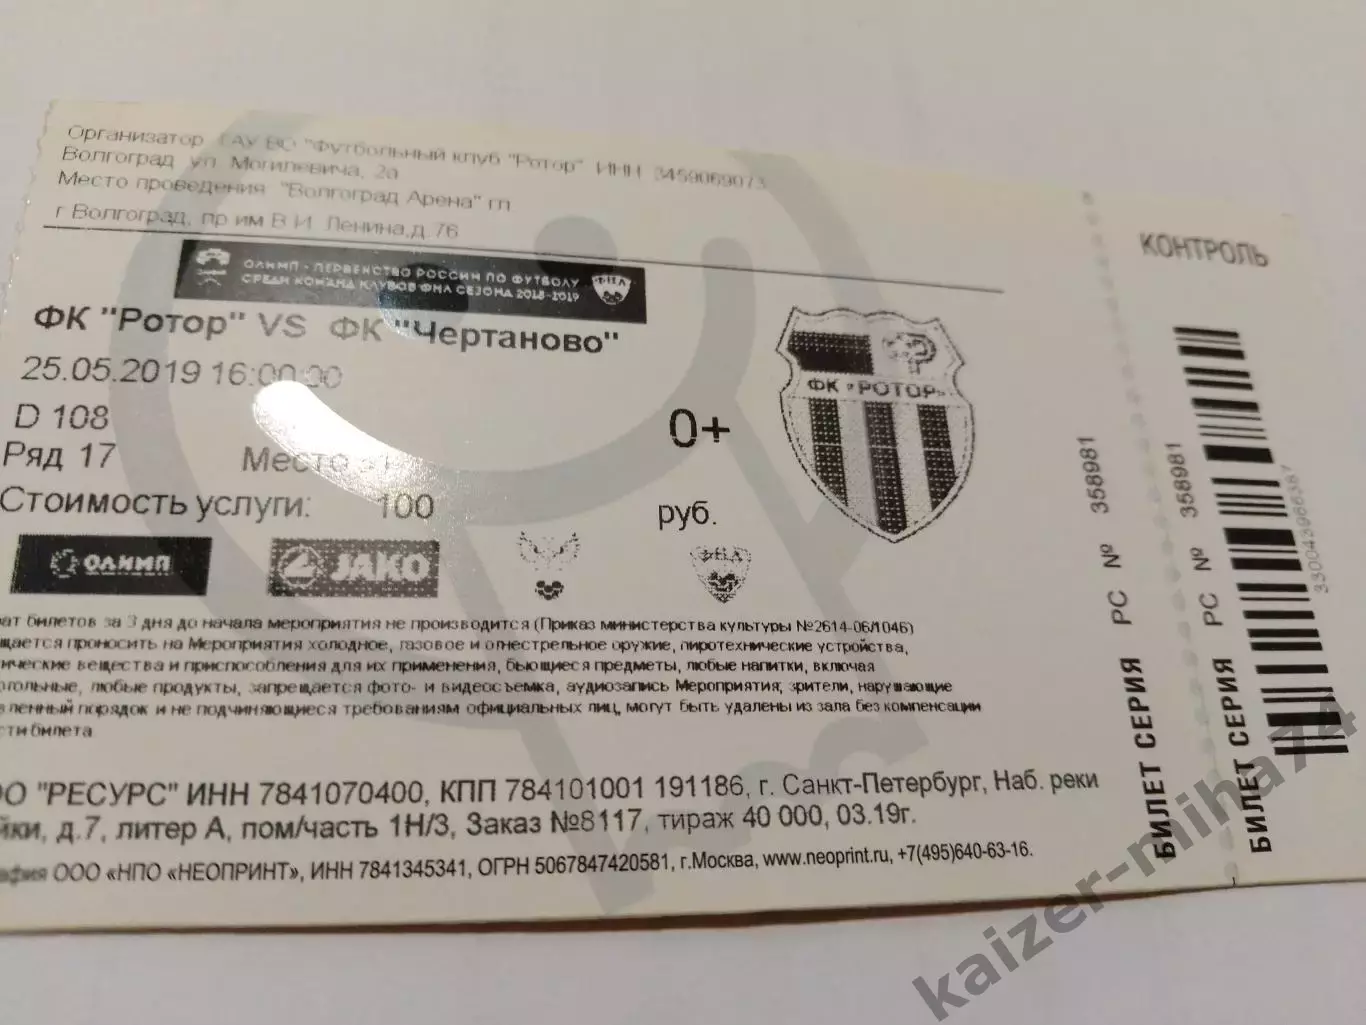 Организатор ГАУ ВО "Футбольный клуб "Ротор" ИНН 3459069073
Волгоград ул Могилевича, 2а
Место проведения "Волгоград Арена" гп
г Волгоград, пр им В.И. Ленина,д.76
ОЛИМП - ПЕРВЕНСТВО РОССИИ ПО ФУТБОЛУ
СРЕДИ КОМАНД КЛУБОВ ФНЛ СЕЗОНА 2018-2019
ФНЛ
ФК "Ротор" VS ФК "Чертаново"
25.05.2019 16:00:00
D 108
Ряд 17 Место
Стоимость услуги: 100 руб.
0+
ФК «РОТОР»
ОЛИМП
JAKO
ФНЛ
рат билетов за 3 дня до начала мероприятия не производится (Приказ министерства культуры №2614-06/1046)
щается проносить на Мероприятия холодное, газовое и огнестрельное оружие, пиротехнические устройства,
ические вещества и приспособления для их применения, бьющиеся предметы, любые напитки, включая
огольные, любые продукты, запрещается фото- и видеосъемка, аудиозапись Мероприятия; зрители, нарушающие
вленный порядок и не подчиняющиеся требованиям официальных лиц, могут быть удалены из зала без компенсации
сти билета
ОО "РЕСУРС" ИНН 7841070400, КПП 784101001 191186, г. Санкт-Петербург, Наб. реки
йки, д.7, литер А, пом/часть 1Н/3, Заказ №8117, тираж 40 000, 03.19г.
афия ООО «НПО «НЕОПРИНТ», ИНН 7841345341, ОГРН 5067847420581, г.Москва, www.neoprint.ru, +7(495)640-63-16.
БИЛЕТ СЕРИЯ РС № 358981
КОНТРОЛЬ
БИЛЕТ СЕРИЯ РС № 358981
3300439686387
kaizer-miha74